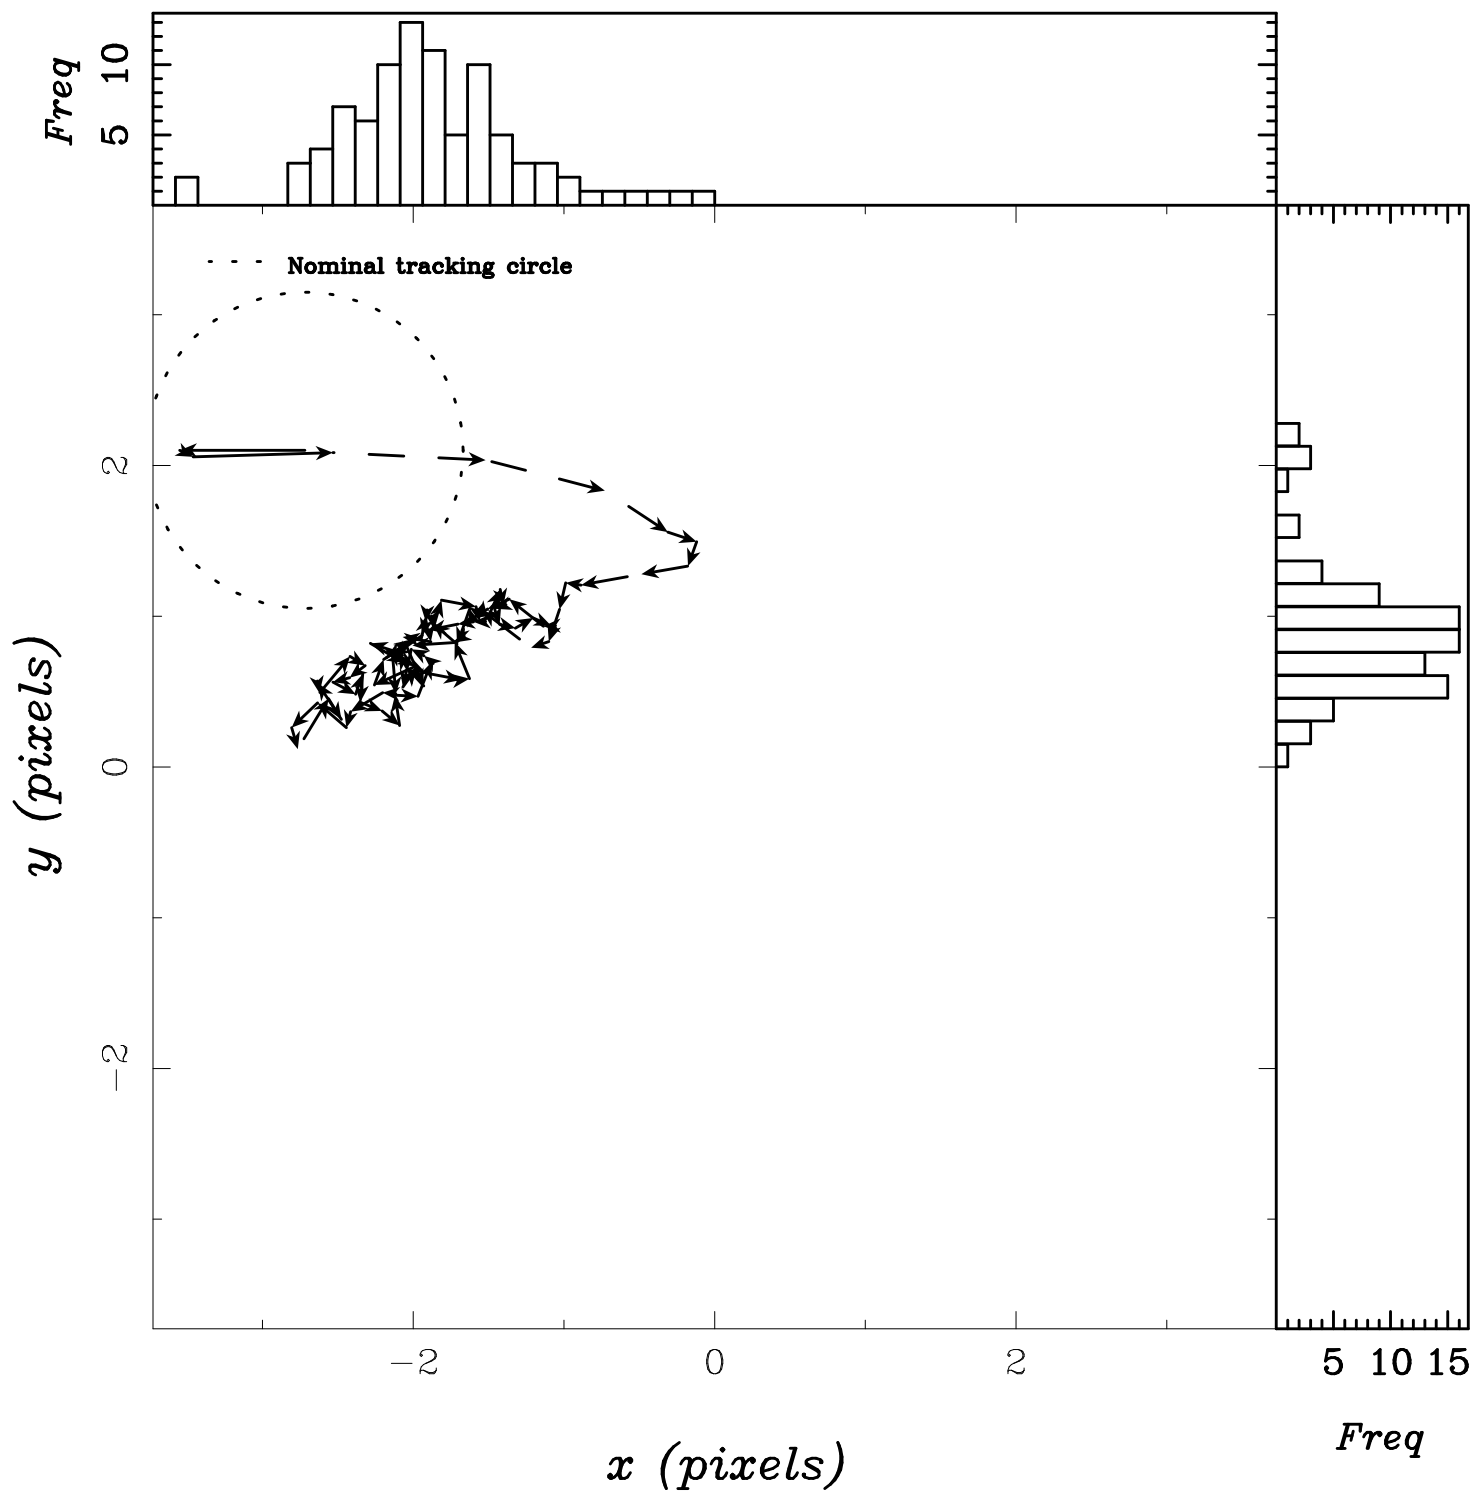 Freq
10
5
Nominal tracking circle
2
0
−2
y (pixels)
−2 0 2
x (pixels)
5 10 15
Freq